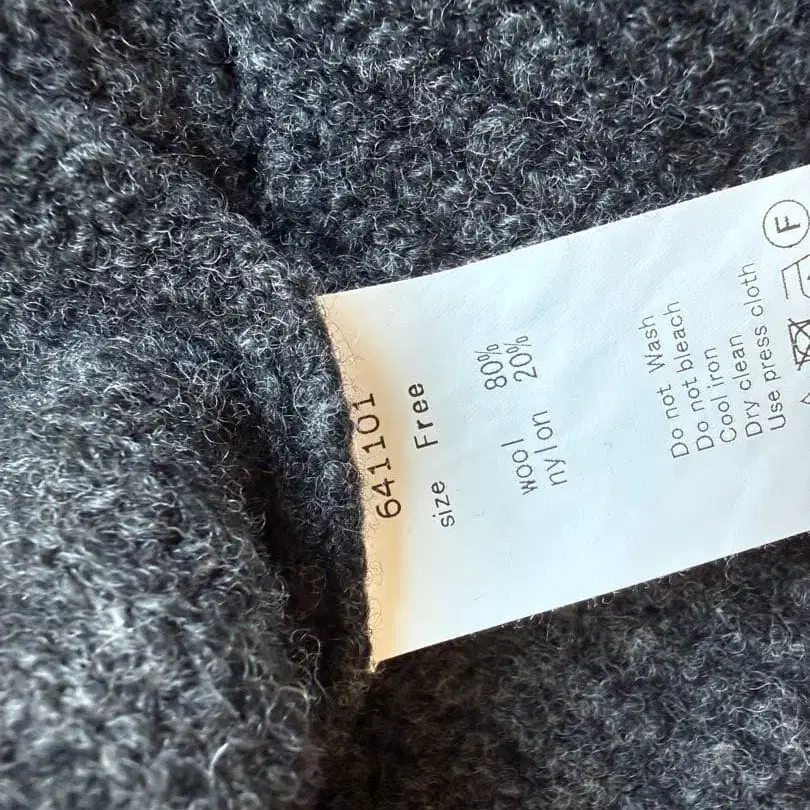 641101
size Free
wool 80%
nylon 20%
Do not Wash
Do not bleach
Cool iron
Dry clean
Use press cloth
F